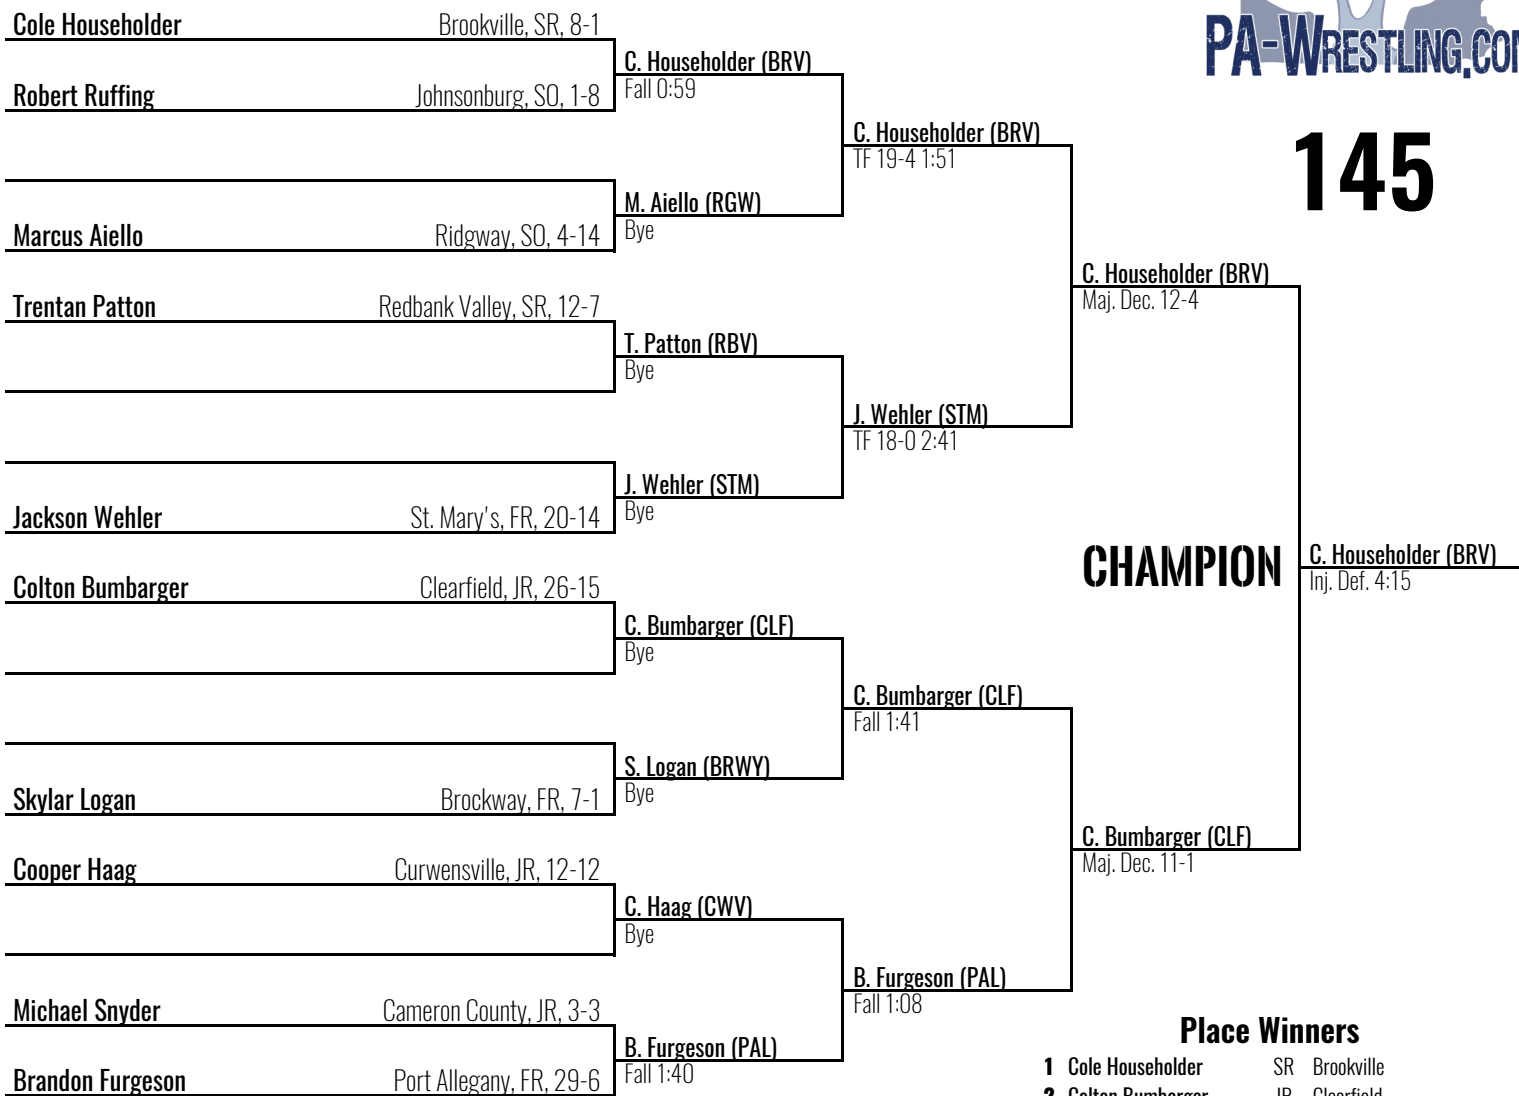 PA-WRESTLING.COM
145
Cole Householder Brookville, SR, 8-1
Robert Ruffing Johnsonburg, SO, 1-8
Marcus Aiello Ridgway, SO, 4-14
Trentan Patton Redbank Valley, SR, 12-7
Jackson Wehler St. Mary's, FR, 20-14
Colton Bumbarger Clearfield, JR, 26-15
Skylar Logan Brockway, FR, 7-1
Cooper Haag Curwensville, JR, 12-12
Michael Snyder Cameron County, JR, 3-3
Brandon Furgeson Port Allegany, FR, 29-6
C. Householder (BRV)
Fall 0:59
M. Aiello (RGW)
Bye
T. Patton (RBV)
Bye
J. Wehler (STM)
Bye
C. Bumbarger (CLF)
Bye
S. Logan (BRWY)
Bye
C. Haag (CWV)
Bye
B. Furgeson (PAL)
Fall 1:40
C. Householder (BRV)
TF 19-4 1:51
J. Wehler (STM)
TF 18-0 2:41
C. Bumbarger (CLF)
Fall 1:41
B. Furgeson (PAL)
Fall 1:08
C. Householder (BRV)
Maj. Dec. 12-4
C. Bumbarger (CLF)
Maj. Dec. 11-1
CHAMPION
C. Householder (BRV)
Inj. Def. 4:15
Place Winners
1 Cole Householder SR Brookville
2 Colton Bumbarger JR Clearfield